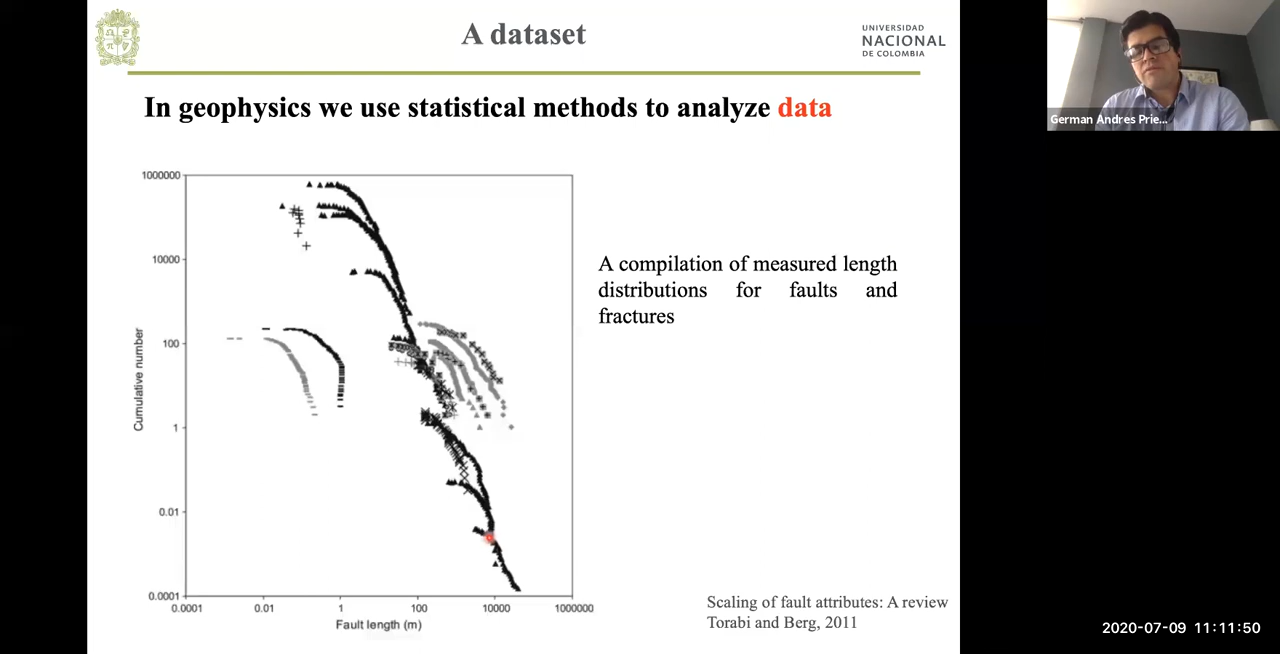 A dataset
UNIVERSIDAD
NACIONAL
DE COLOMBIA
German Andres Prie...
In geophysics we use statistical methods to analyze data
1000000
10000
100
1
0.01
0.0001
Cumulative number
0.0001
0.01
1
100
10000
1000000
Fault length (m)
A compilation of measured length
distributions for faults and
fractures
Scaling of fault attributes: A review
Torabi and Berg, 2011
2020-07-09 11:11:50